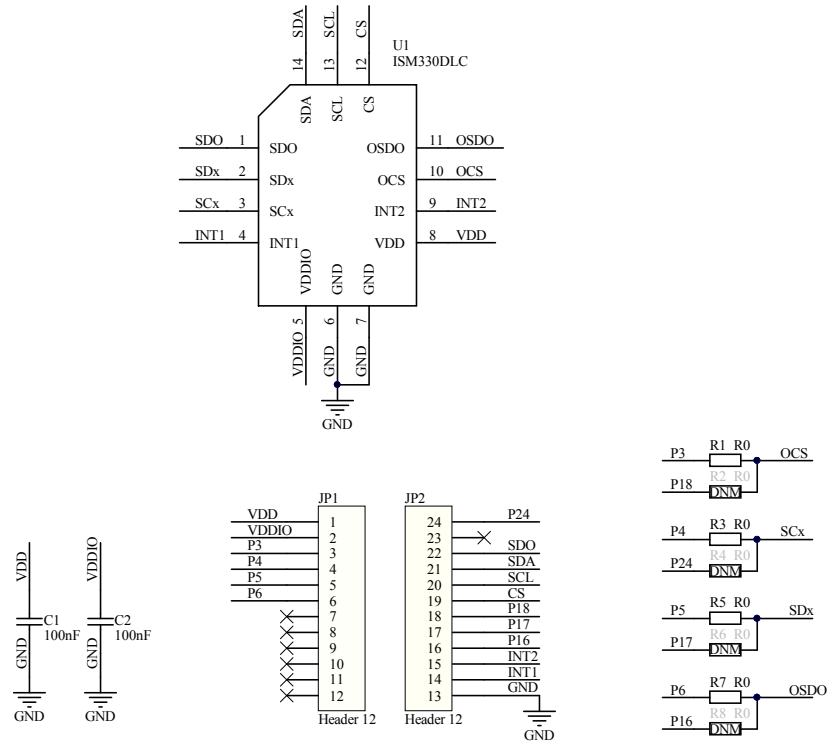 SDA
SCL
CS
14
13
12
U1
ISM330DLC
SDA
SCL
CS
SDO 1 SDO
OSDO 11 OSDO
SDx 2 SDx
OCS 10 OCS
SCx 3 SCx
INT2 9 INT2
INT1 4 INT1
VDD 8 VDD
VDDIO
GND
GND
5
6
7
VDDIO
GND
GND
GND
VDD
C1
100nF
GND
GND
VDDIO
C2
100nF
GND
GND
JP1
VDD 1
VDDIO 2
P3 3
P4 4
P5 5
P6 6
7
8
9
10
11
12
Header 12
JP2
24 P24
23
22 SDO
21 SDA
20 SCL
19 CS
18 P18
17 P17
16 P16
15 INT2
14 INT1
13 GND
Header 12
GND
P3 R1 R0 OCS
R2 R0
P18 DNM
P4 R3 R0 SCx
R4 R0
P24 DNM
P5 R5 R0 SDx
R6 R0
P17 DNM
P6 R7 R0 OSDO
R8 R0
P16 DNM